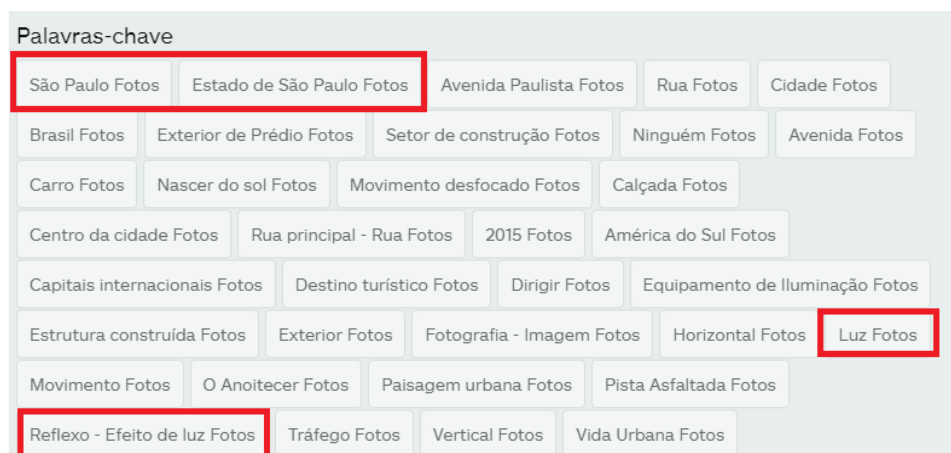 Palavras-chave
São Paulo Fotos Estado de São Paulo Fotos Avenida Paulista Fotos Rua Fotos Cidade Fotos
Brasil Fotos Exterior de Prédio Fotos Setor de construção Fotos Ninguém Fotos Avenida Fotos
Carro Fotos Nascer do sol Fotos Movimento desfocado Fotos Calçada Fotos
Centro da cidade Fotos Rua principal - Rua Fotos 2015 Fotos América do Sul Fotos
Capitais internacionais Fotos Destino turístico Fotos Dirigir Fotos Equipamento de Iluminação Fotos
Estrutura construída Fotos Exterior Fotos Fotografia - Imagem Fotos Horizontal Fotos Luz Fotos
Movimento Fotos O Anoitecer Fotos Paisagem urbana Fotos Pista Asfaltada Fotos
Reflexo - Efeito de luz Fotos Tráfego Fotos Vertical Fotos Vida Urbana Fotos